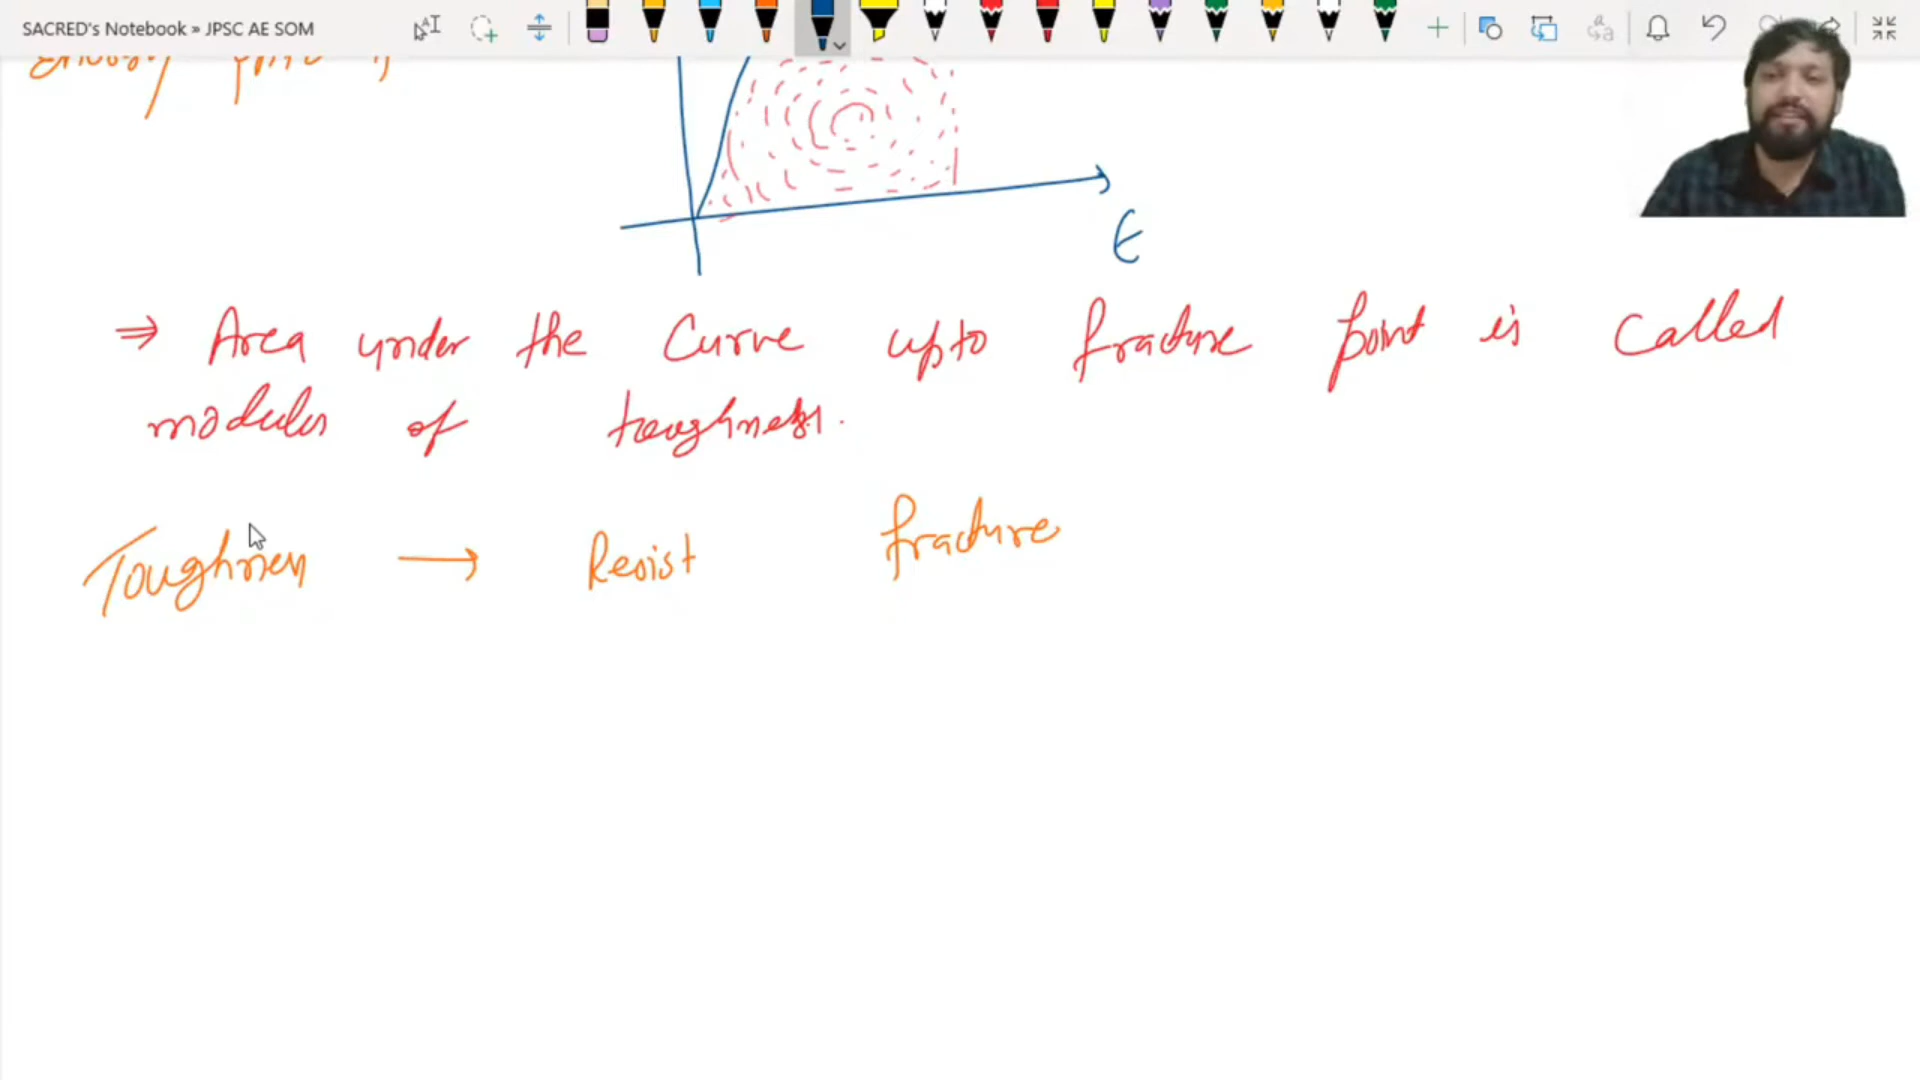 SACRED's Notebook » JPSC AE SOM
ϵ
⇒ Area under the Curve upto fracture point is called
modulus of toughness.
Toughness → Resist fracture